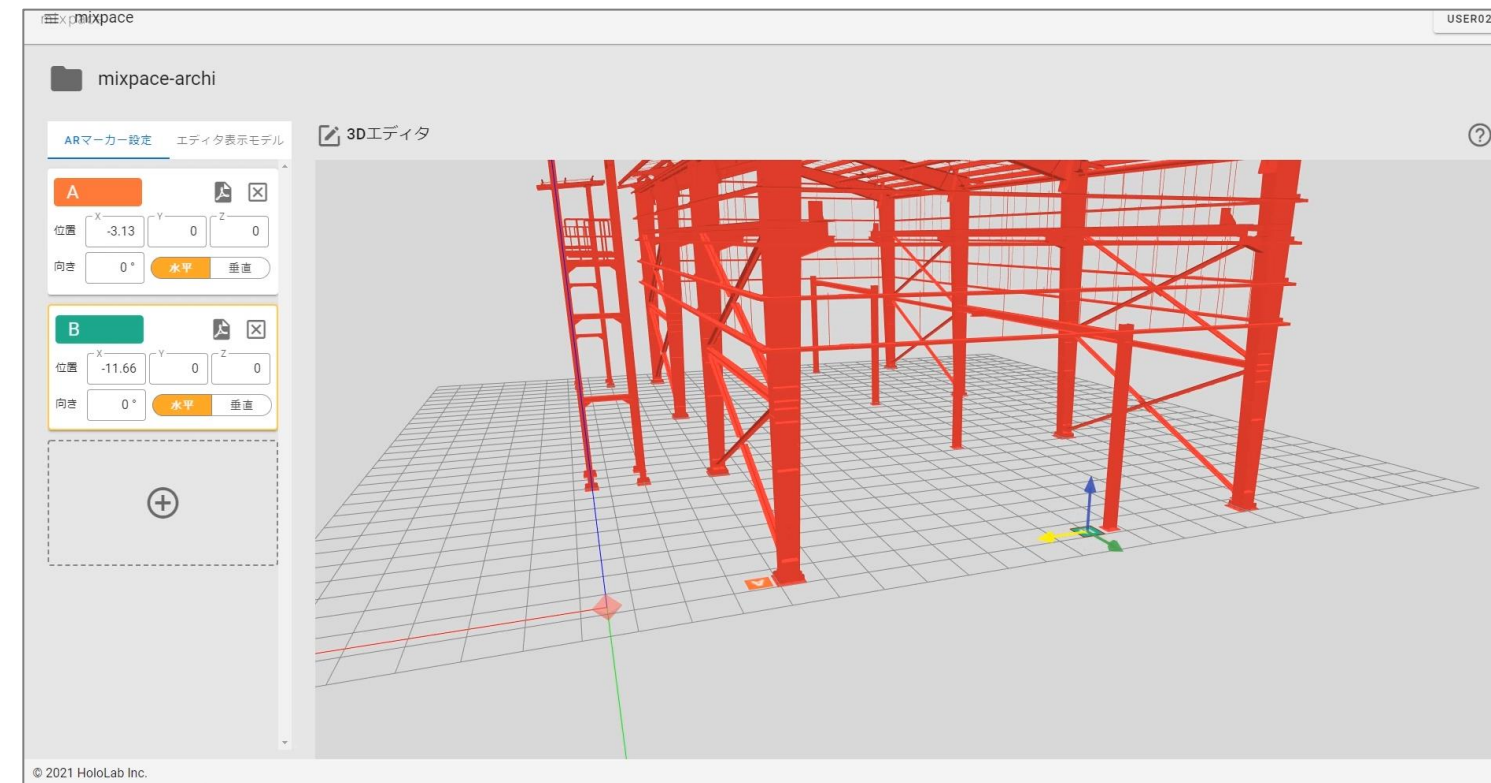 mixpace
USER02
mixpace-archi
ARマーカー設定 エディタ表示モデル
3Dエディタ
A
X Y Z
位置 -3.13 0 0
向き 0° 水平 垂直
B
X Y Z
位置 -11.66 0 0
向き 0° 水平 垂直
A
© 2021 HoloLab Inc.